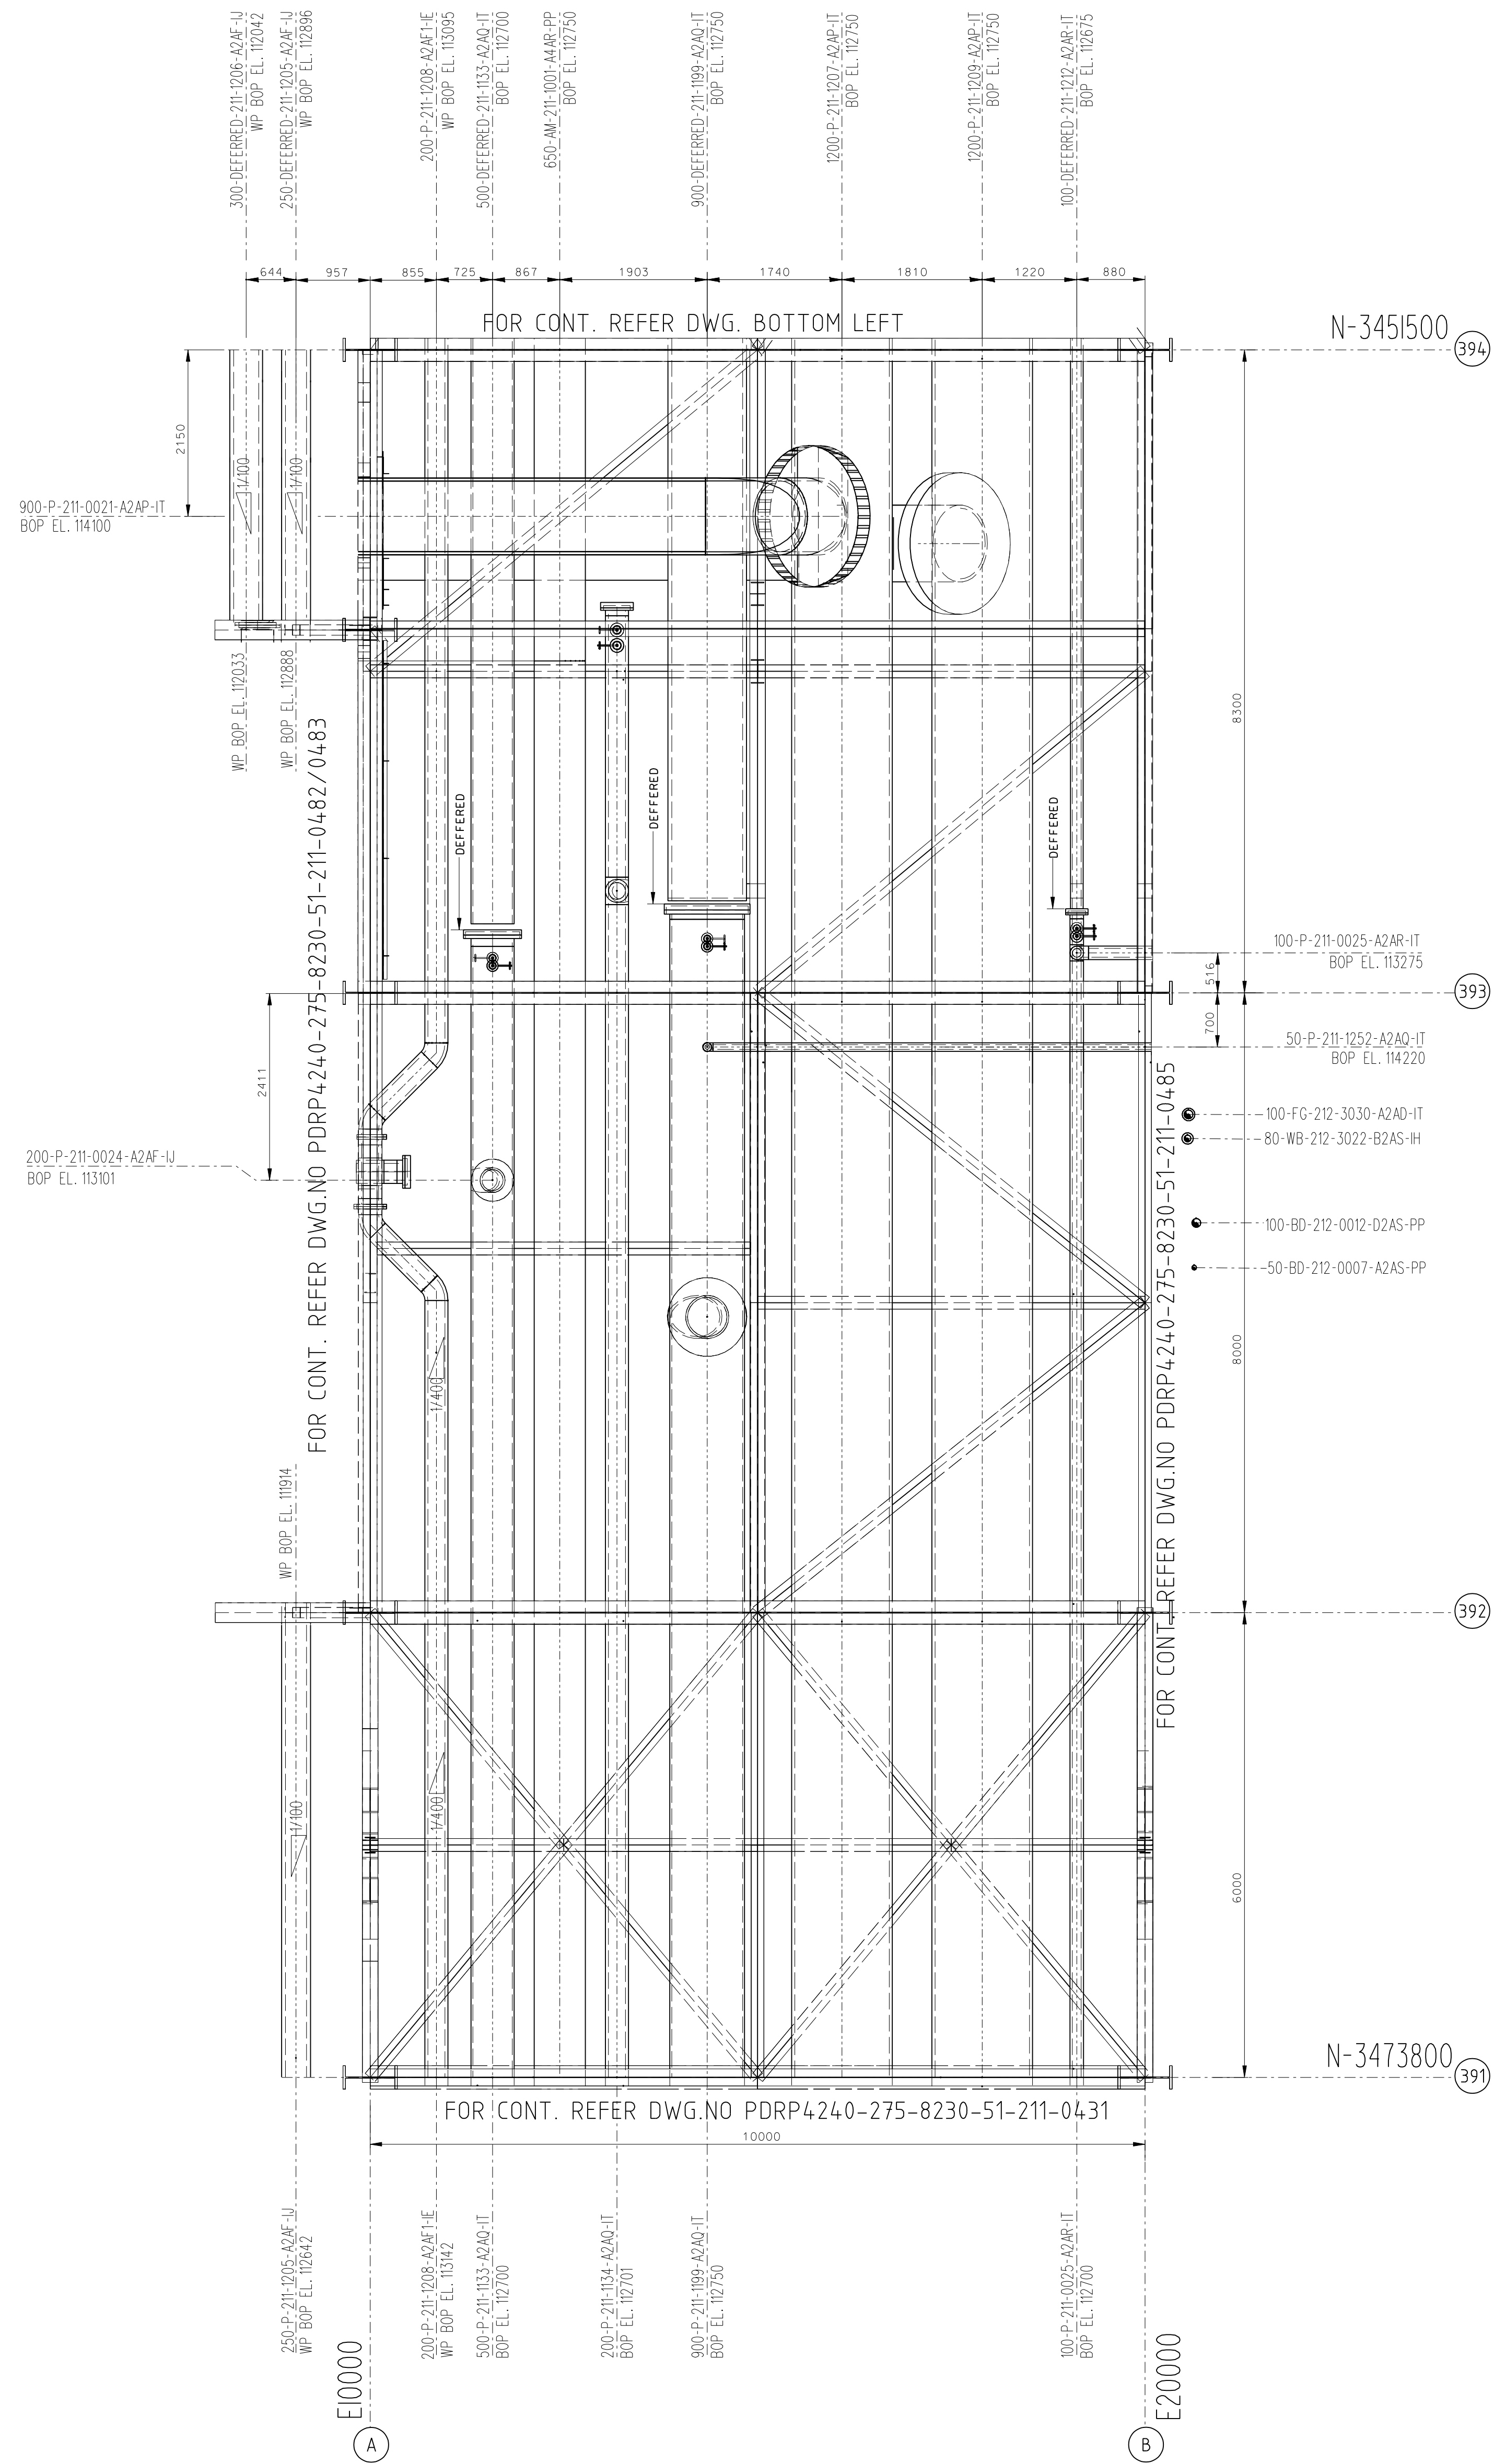 300-DEFERRED-211-1206-A2AF-IJ
WP BOP EL. 112042
250-DEFERRED-211-1205-A2AF-IJ
WP BOP EL. 112896
200-P-211-1208-A2AF1-IE
WP BOP EL. 113095
500-DEFERRED-211-1133-A2AQ-IT
BOP EL. 112700
650-AM-211-1001-A4AR-PP
BOP EL. 112750
900-DEFERRED-211-1199-A2AQ-IT
BOP EL. 112750
1200-P-211-1207-A2AP-IT
BOP EL. 112750
1200-P-211-1209-A2AP-IT
BOP EL. 112750
100-DEFERRED-211-1212-A2AR-IT
BOP EL. 112675
644
957
855
725
867
1903
1740
1810
1220
880
FOR CONT. REFER DWG. BOTTOM LEFT
N-3451500
394
2150
1/100
1/100
900-P-211-0021-A2AP-IT
BOP EL. 114100
WP BOP EL. 112033
WP BOP EL. 112888
8300
FOR CONT. REFER DWG.NO PDRP4240-275-8230-51-211-0482/0483
DEFFERED
DEFFERED
DEFFERED
100-P-211-0025-A2AR-IT
BOP EL. 113275
516
393
700
50-P-211-1252-A2AQ-IT
BOP EL. 114220
2411
100-FG-212-3030-A2AD-IT
80-WB-212-3022-B2AS-IH
200-P-211-0024-A2AF-IJ
BOP EL. 113101
100-BD-212-0012-D2AS-PP
50-BD-212-0007-A2AS-PP
FOR CONT. REFER DWG.NO PDRP4240-275-8230-51-211-0485
8000
1/400
WP BOP EL. 111914
392
1/100
1/400
6000
N-3473800
391
FOR CONT. REFER DWG.NO PDRP4240-275-8230-51-211-0431
10000
250-P-211-1205-A2AF-IJ
WP BOP EL. 112642
200-P-211-1208-A2AF1-IE
WP BOP EL. 113142
500-P-211-1133-A2AQ-IT
BOP EL. 112700
200-P-211-1134-A2AQ-IT
BOP EL. 112701
900-P-211-1199-A2AQ-IT
BOP EL. 112750
100-P-211-0025-A2AR-IT
BOP EL. 112700
E10000
E20000
A
B